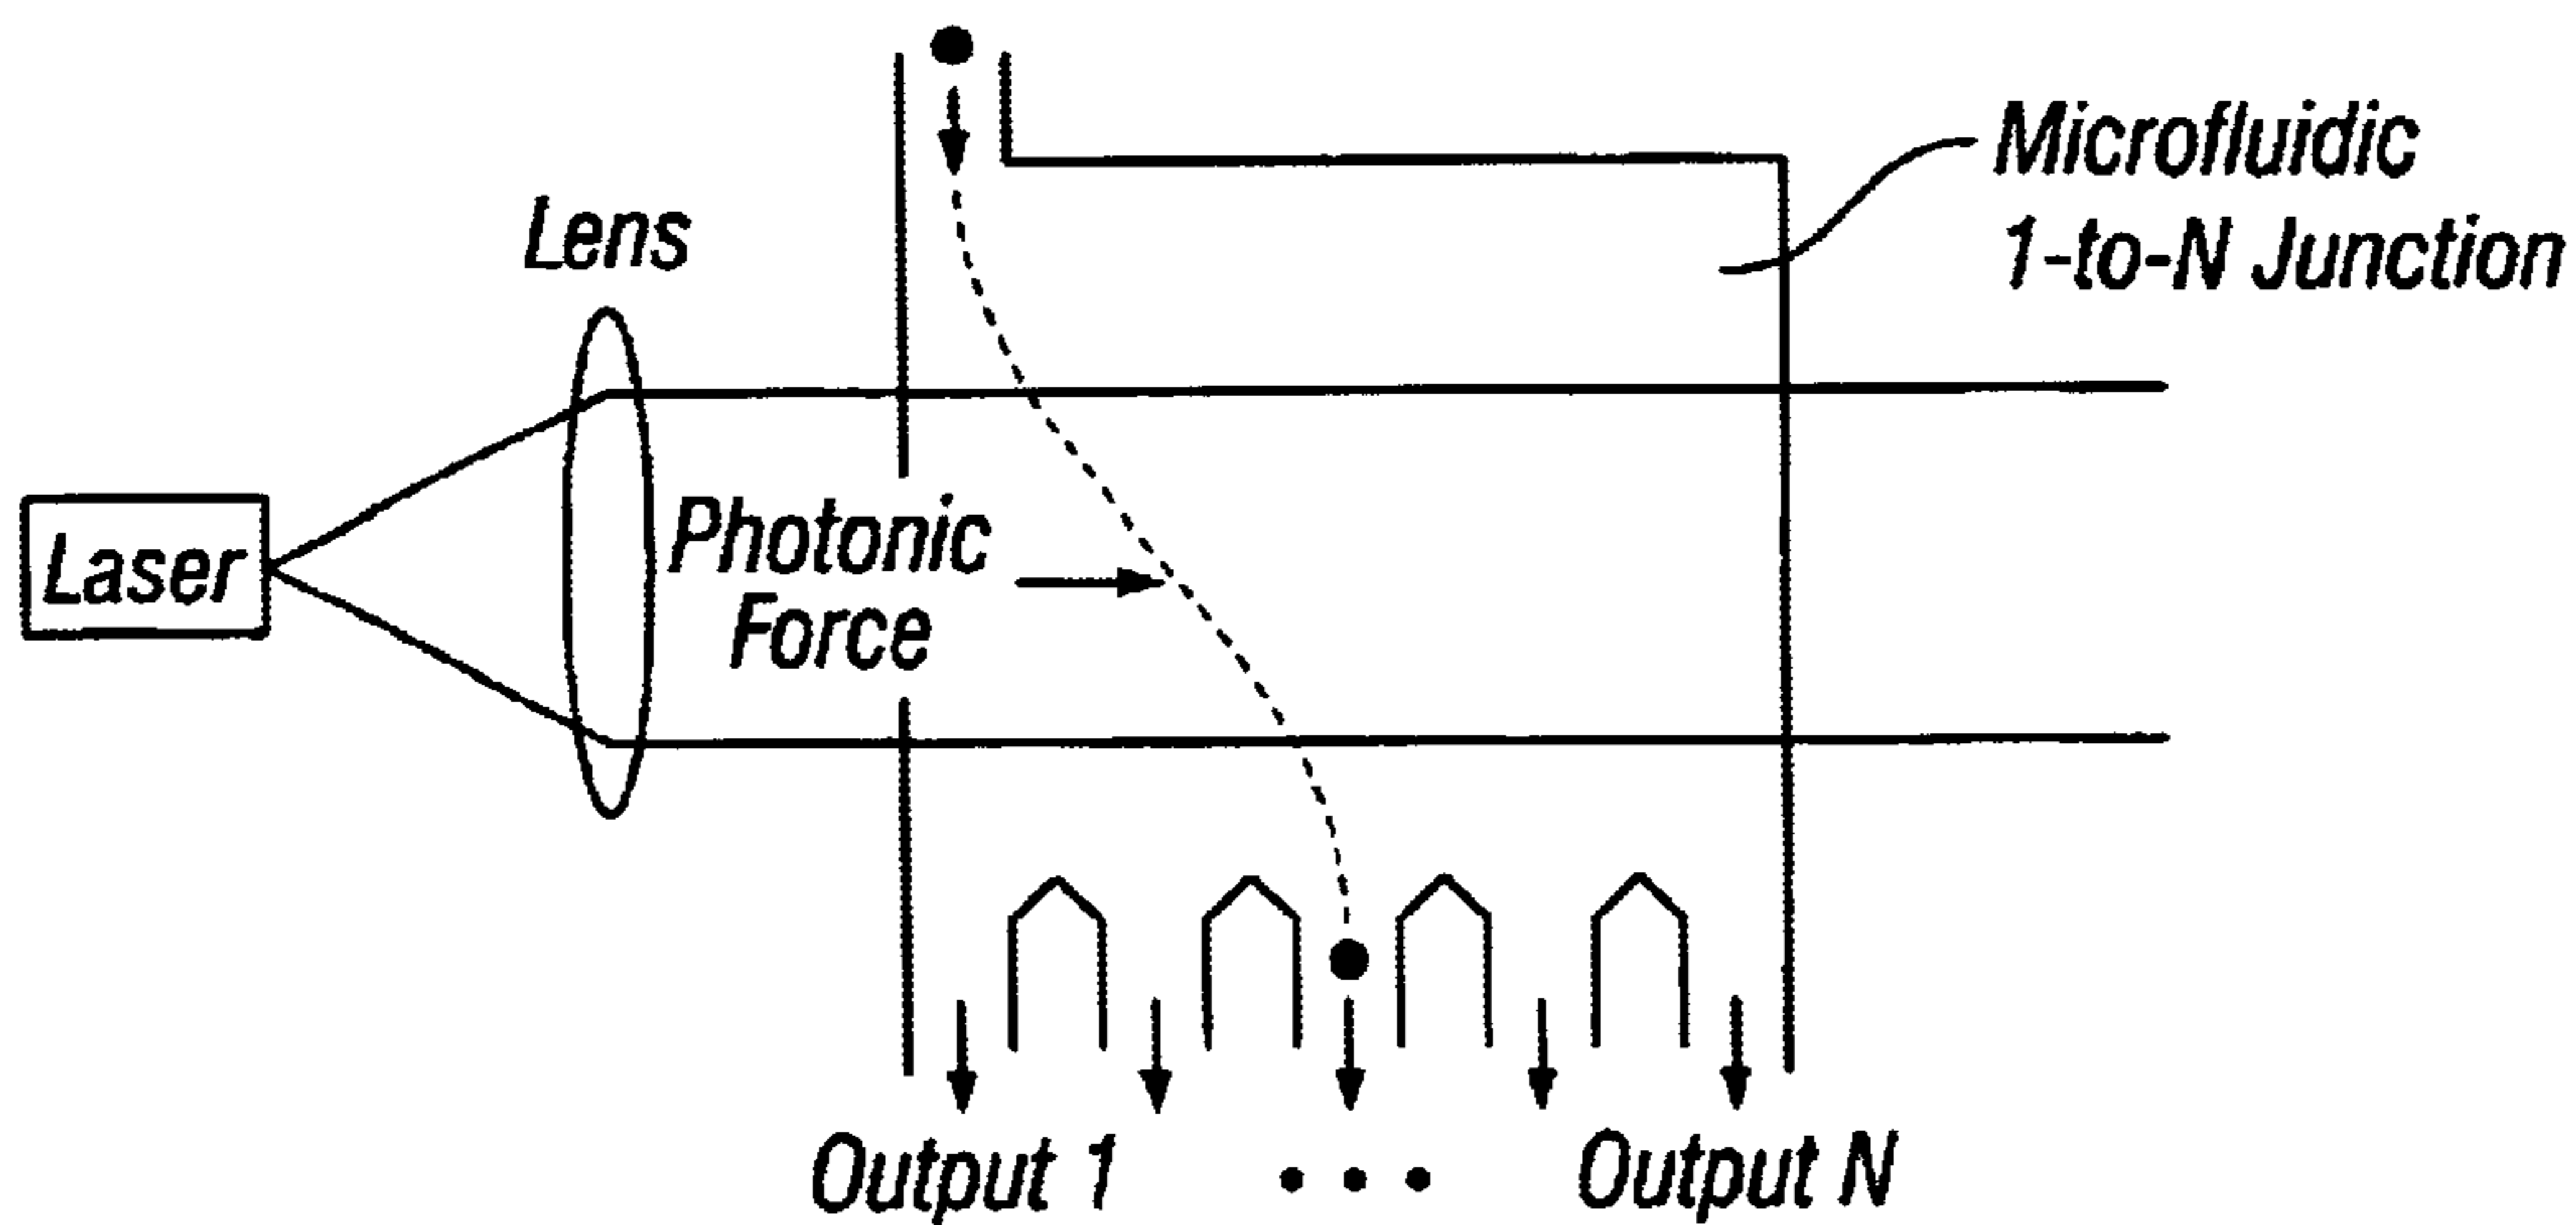 Microfluidic
1-to-N Junction
Lens
Laser
Photonic
Force
Output 1 • • • Output N